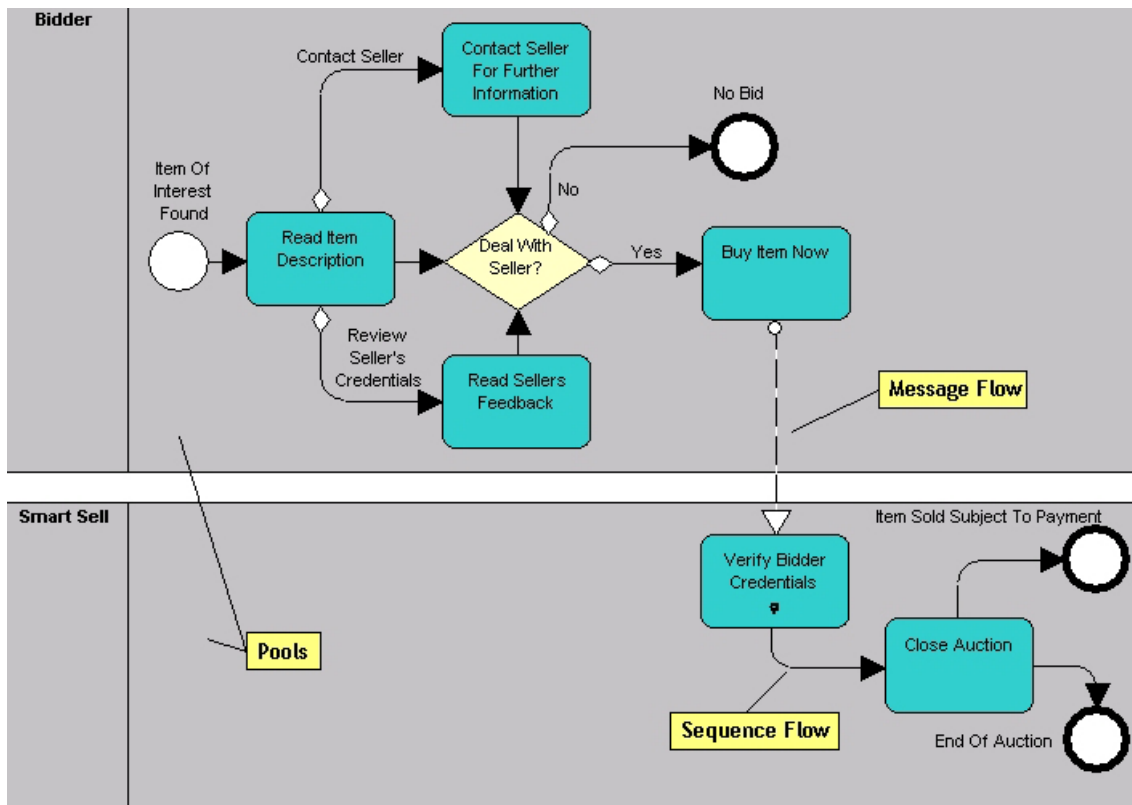 Bidder
Contact Seller
Contact Seller
For Further
Information
No Bid
Item Of
Interest
Found
No
Read Item
Description
Deal With
Seller?
Yes
Buy Item Now
Review
Seller's
Credentials
Read Sellers
Feedback
Message Flow
Smart Sell
Item Sold Subject To Payment
Verify Bidder
Credentials
Pools
Close Auction
Sequence Flow
End Of Auction